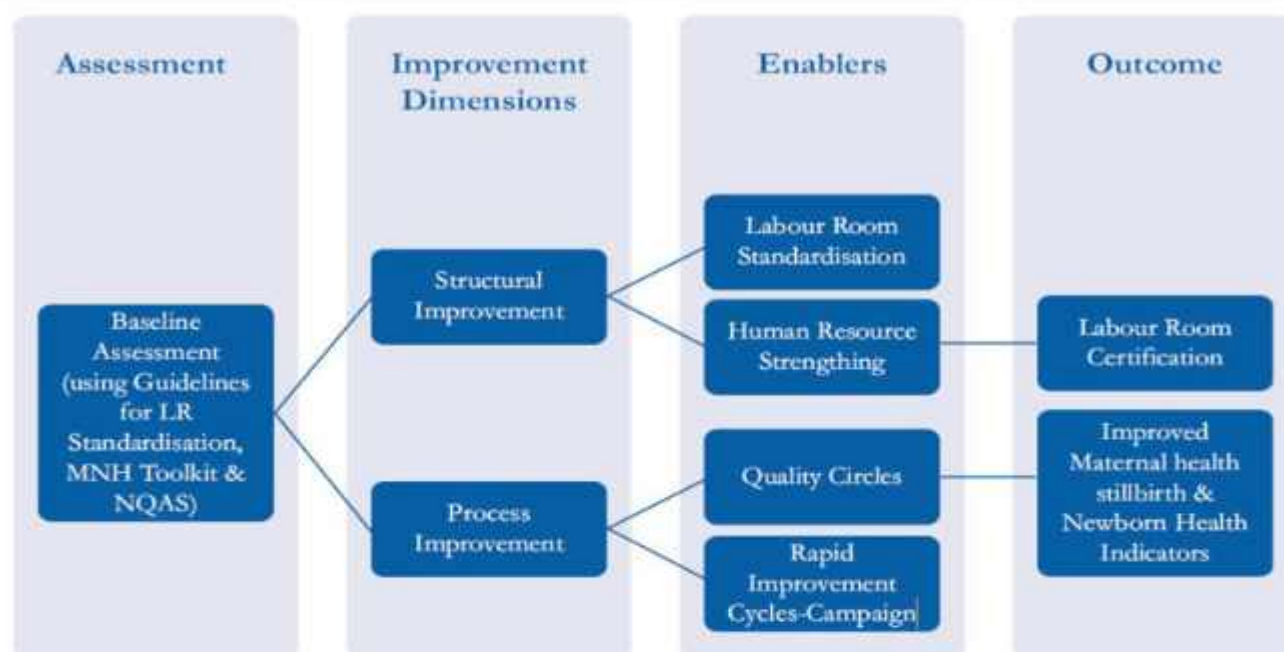 Assessment
Baseline
Assessment
(using Guidelines
for LR
Standardisation,
MNH Toolkit &
NQAS)
Improvement
Dimensions
Structural
Improvement
Process
Improvement
Enablers
Labour Room
Standardisation
Human Resource
Strengthing
Quality Circles
Rapid
Improvement
Cycles-Campaign
Outcome
Labour Room
Certification
Improved
Maternal health
stillbirth &
Newborn Health
Indicators